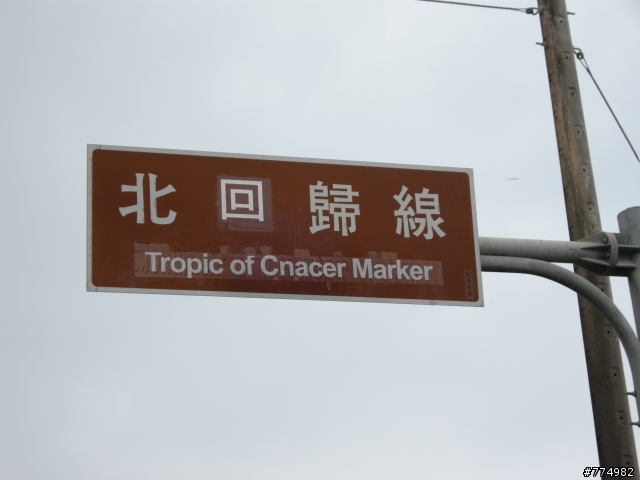 北回歸線
Tropic of Cnacer Marker
#774982